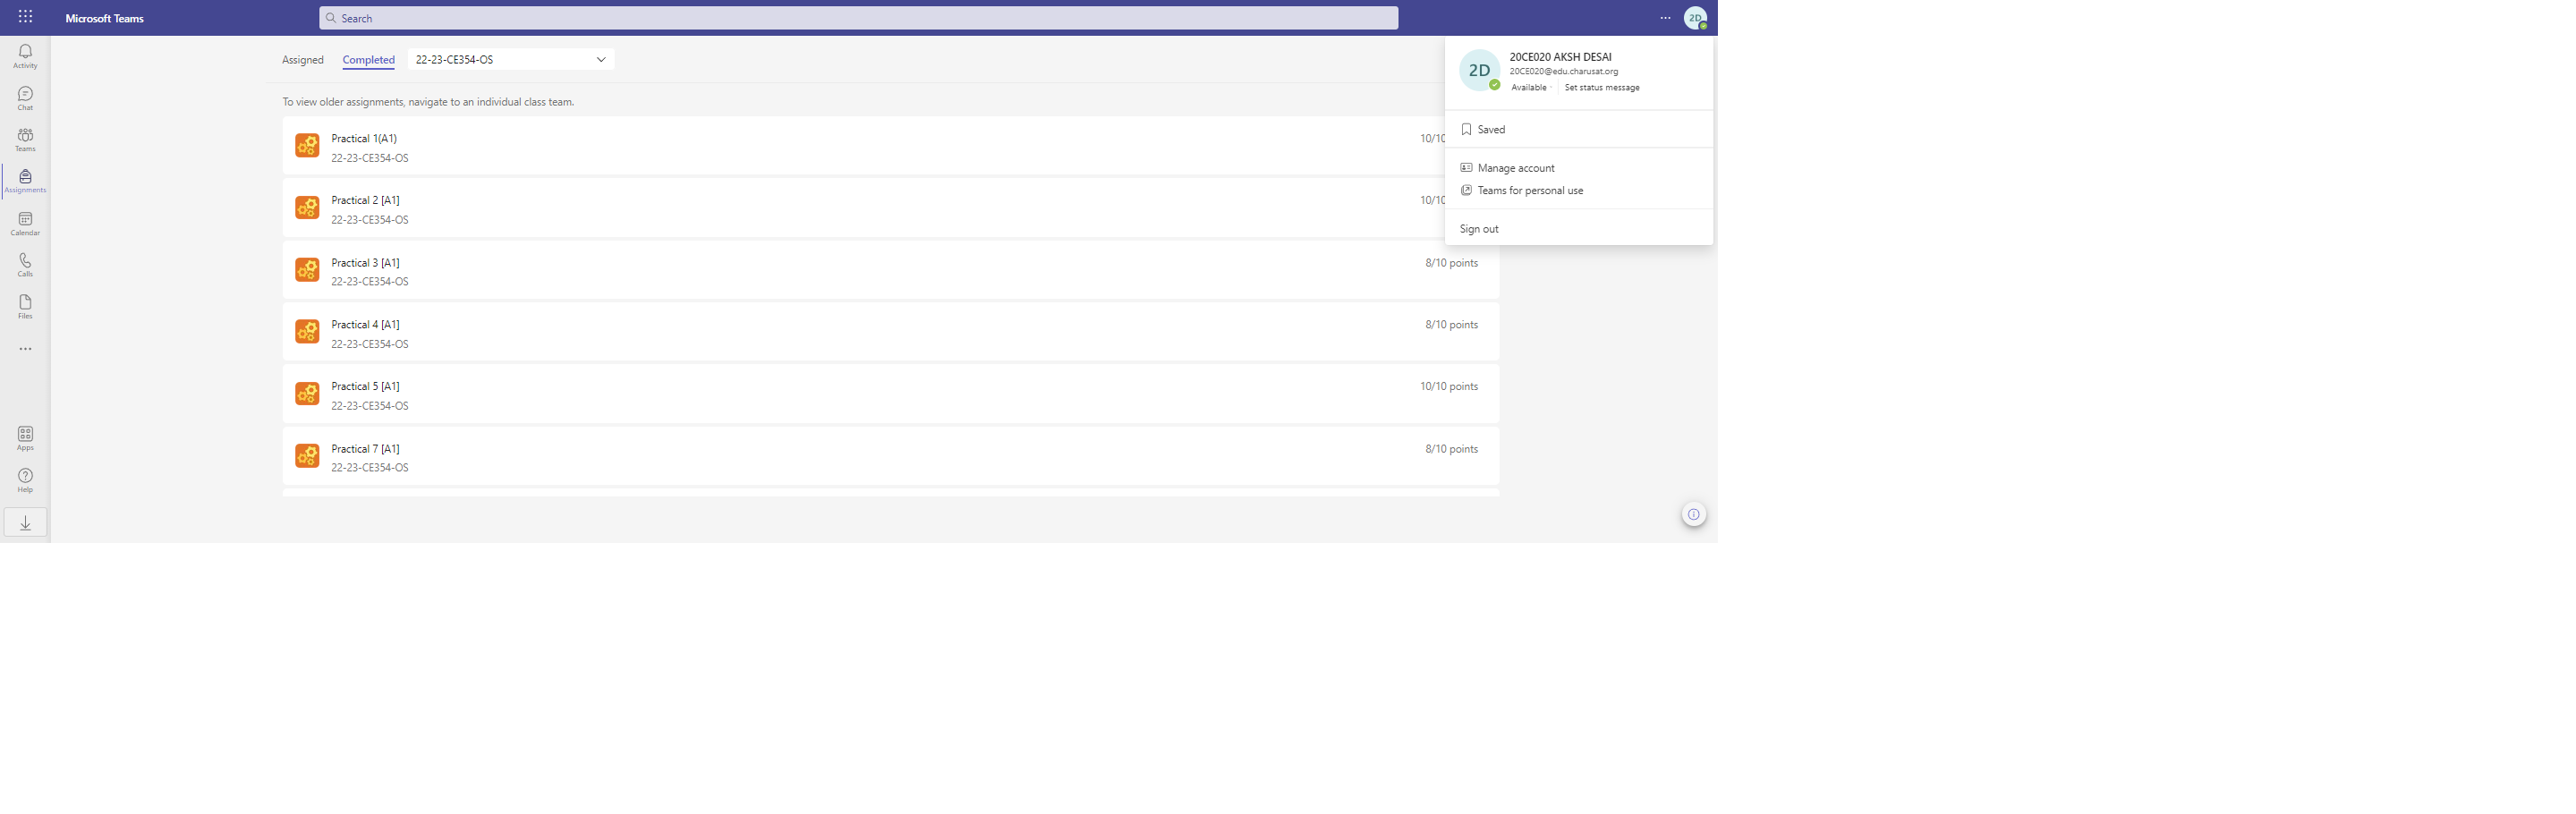 Microsoft Teams
Search
2D
Activity
Chat
Teams
Assignments
Calendar
Calls
Files
Apps
Help
Assigned
Completed
22-23-CE354-OS
To view older assignments, navigate to an individual class team.
Practical 1(A1)
10/10
22-23-CE354-OS
Practical 2 [A1]
10/10
22-23-CE354-OS
Practical 3 [A1]
8/10 points
22-23-CE354-OS
Practical 4 [A1]
8/10 points
22-23-CE354-OS
Practical 5 [A1]
10/10 points
22-23-CE354-OS
Practical 7 [A1]
8/10 points
22-23-CE354-OS
2D
20CE020 AKSH DESAI
20CE020@edu.charusat.org
Available
Set status message
Saved
Manage account
Teams for personal use
Sign out